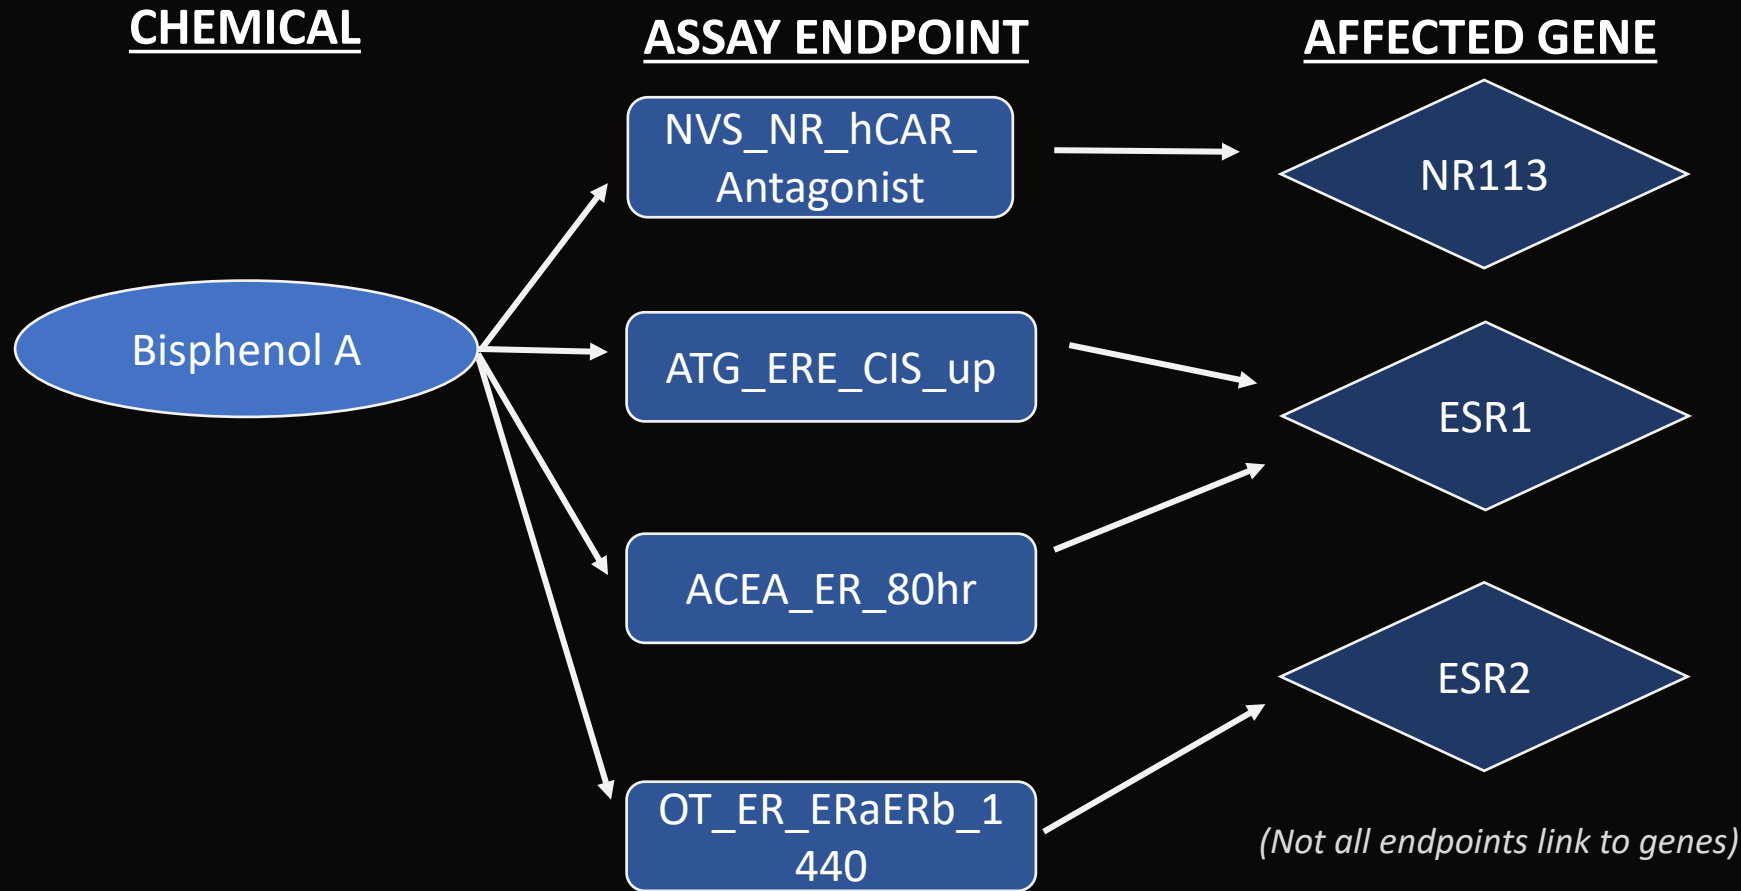 CHEMICAL
ASSAY ENDPOINT
AFFECTED GENE
NVS_NR_hCAR_
Antagonist
NR113
Bisphenol A
ATG_ERE_CIS_up
ESR1
ACEA_ER_80hr
ESR2
OT_ER_ERaERb_1
440
(Not all endpoints link to genes)